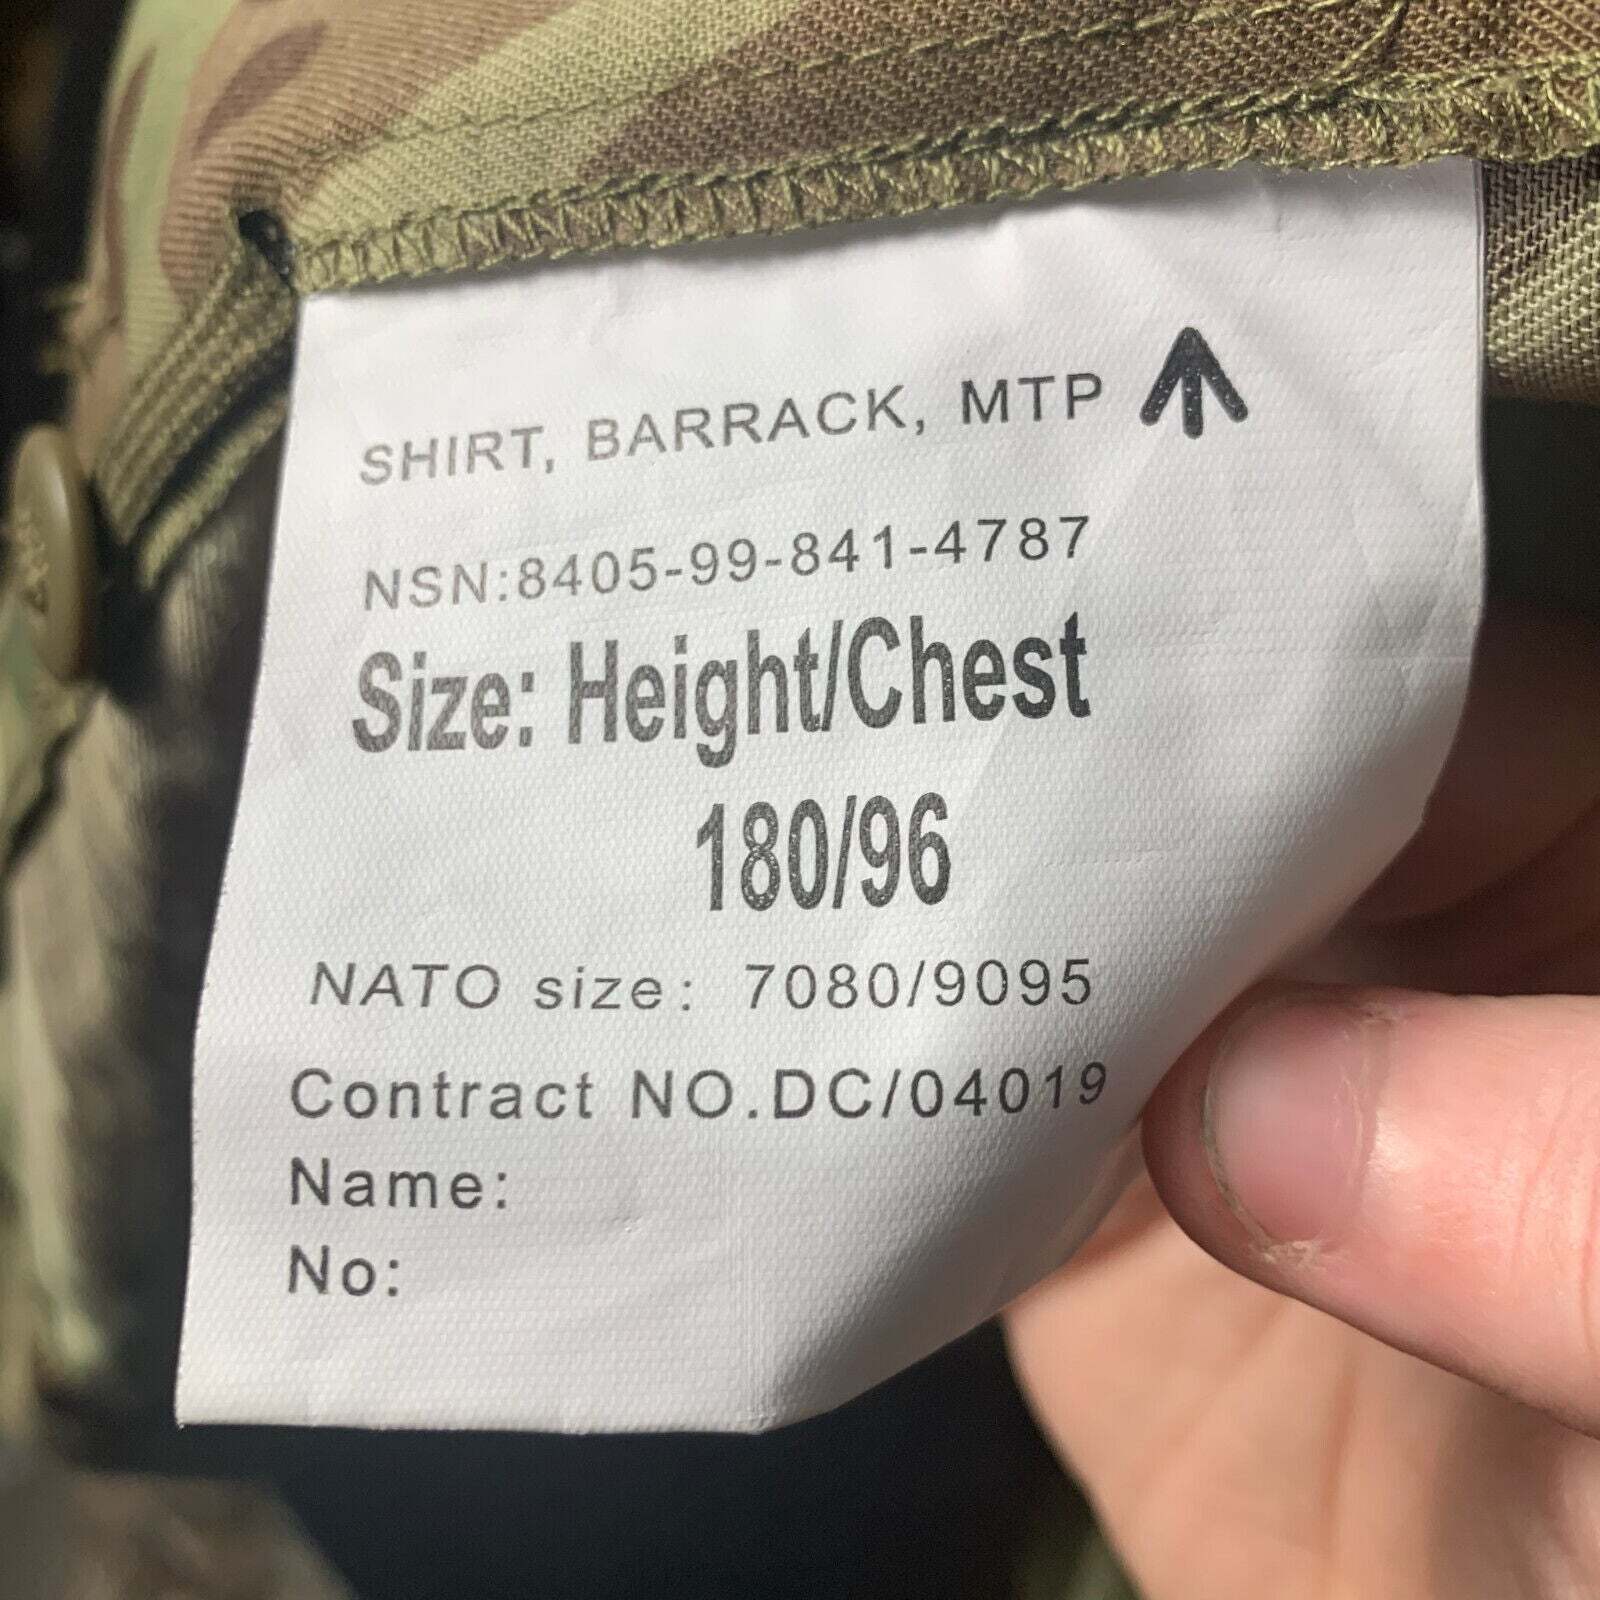 SHIRT, BARRACK, MTP
NSN:8405-99-841-4787
Size: Height/Chest
180/96
NATO size: 7080/9095
Contract NO.DC/04019
Name:
No: